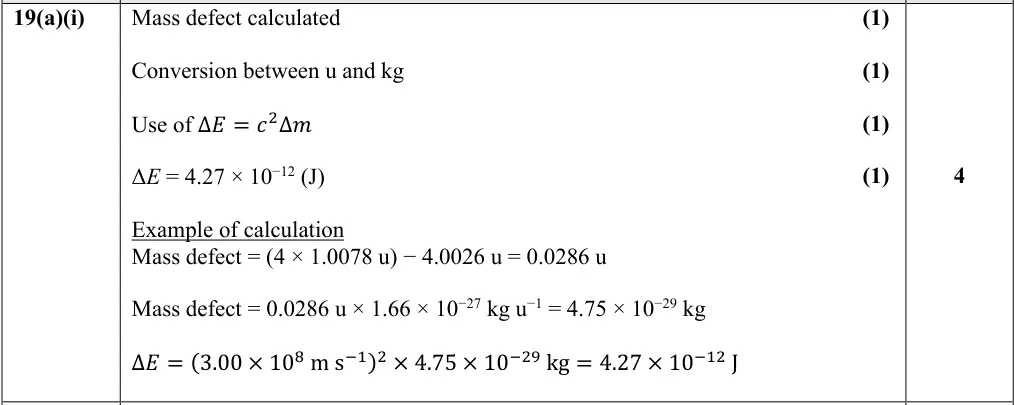 19(a)(i) Mass defect calculated (1)
Conversion between u and kg (1)
Use of Δ𝐸 = 𝑐²Δ𝑚 (1)
Δ𝐸 = 4.27 × 10⁻¹² (J) (1) 4
Example of calculation
Mass defect = (4 × 1.0078 u) − 4.0026 u = 0.0286 u
Mass defect = 0.0286 u × 1.66 × 10⁻²⁷ kg u⁻¹ = 4.75 × 10⁻²⁹ kg
Δ𝐸 = (3.00 × 10⁸ m s⁻¹)² × 4.75 × 10⁻²⁹ kg = 4.27 × 10⁻¹² J